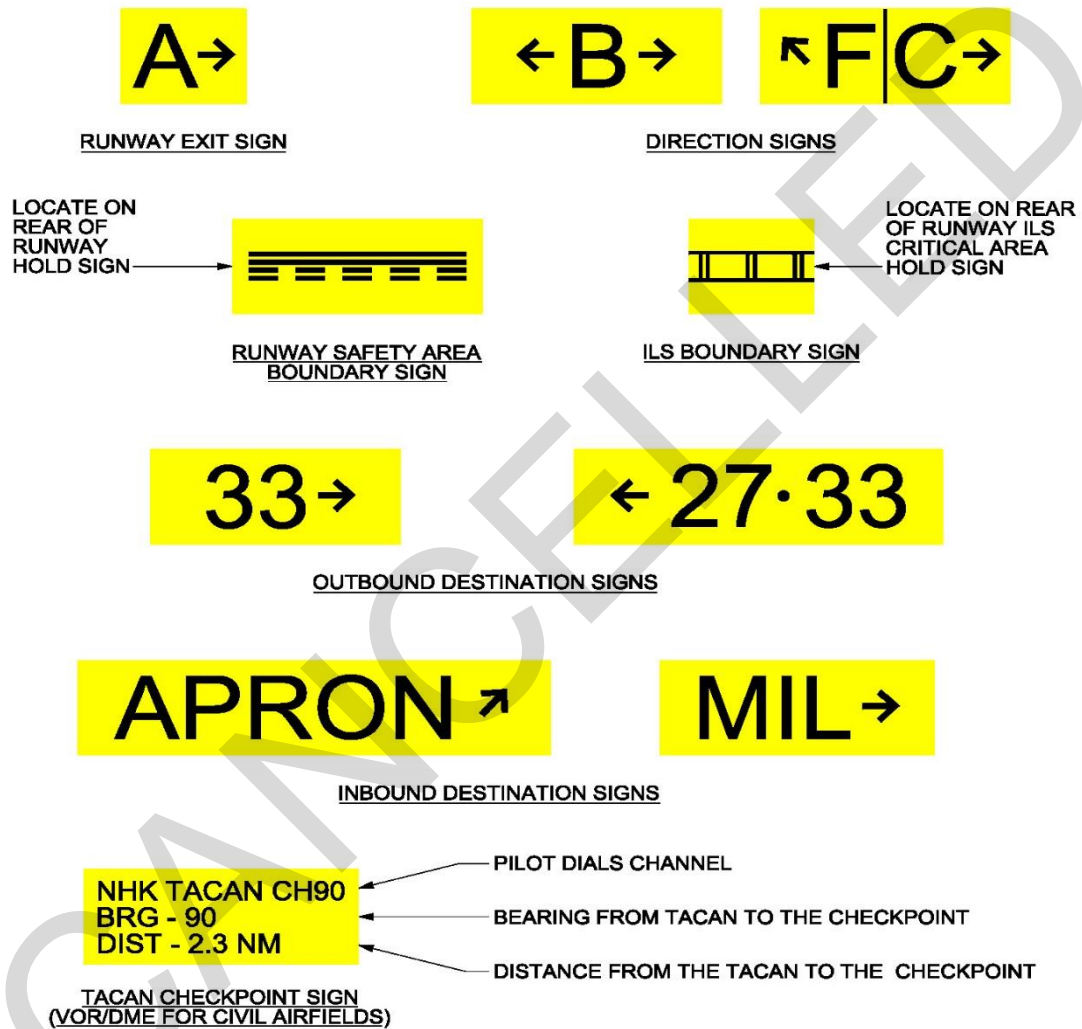 A→
←B→
↖F|C→
RUNWAY EXIT SIGN
DIRECTION SIGNS
LOCATE ON
REAR OF
RUNWAY
HOLD SIGN
LOCATE ON REAR
OF RUNWAY ILS
CRITICAL AREA
HOLD SIGN
RUNWAY SAFETY AREA
BOUNDARY SIGN
ILS BOUNDARY SIGN
33→
←27·33
OUTBOUND DESTINATION SIGNS
APRON↗
MIL→
INBOUND DESTINATION SIGNS
NHK TACAN CH90
BRG - 90
DIST - 2.3 NM
PILOT DIALS CHANNEL
BEARING FROM TACAN TO THE CHECKPOINT
DISTANCE FROM THE TACAN TO THE CHECKPOINT
TACAN CHECKPOINT SIGN
(VOR/DME FOR CIVIL AIRFIELDS)
CANCELLED